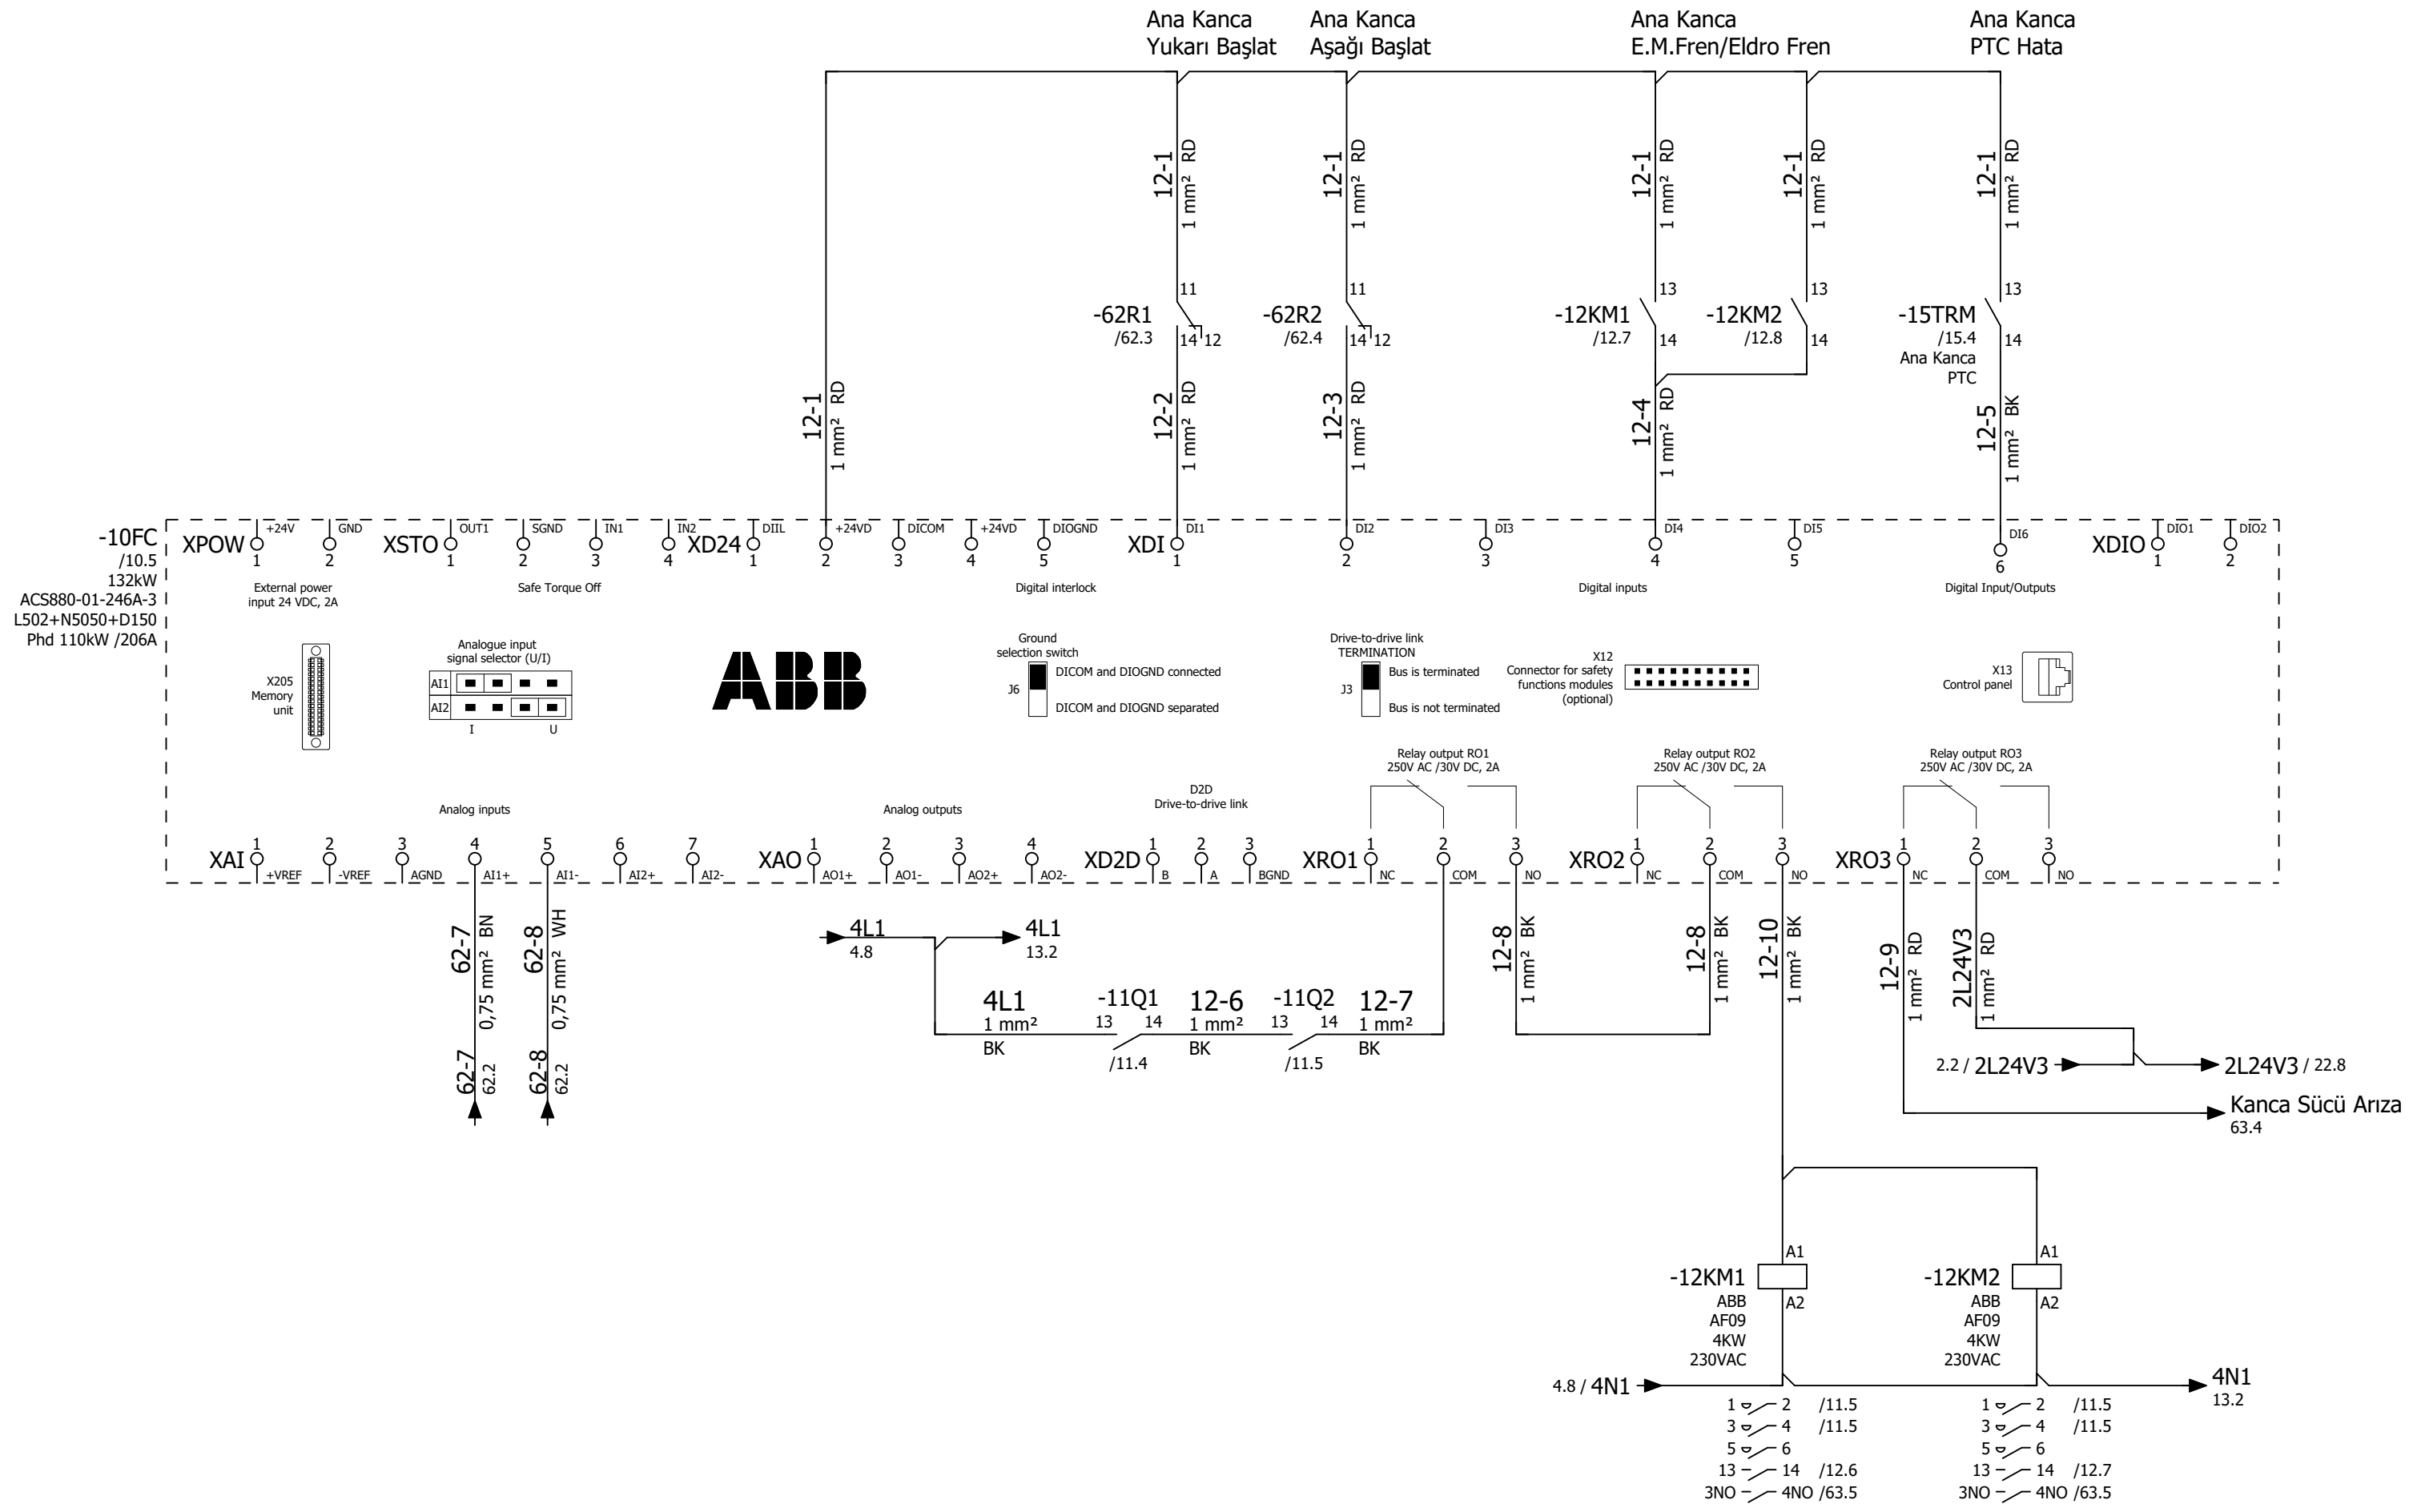 Ana Kanca
Yukarı Başlat
Ana Kanca
Aşağı Başlat
Ana Kanca
E.M.Fren/Eldro Fren
Ana Kanca
PTC Hata
12-1
1 mm² RD
12-1
1 mm² RD
12-1
1 mm² RD
12-1
1 mm² RD
12-1
1 mm² RD
-62R1
/62.3
11
14 12
-62R2
/62.4
11
14 12
-12KM1
/12.7
13
14
-12KM2
/12.8
13
14
-15TRM
/15.4
Ana Kanca
PTC
13
14
12-1
1 mm² RD
12-2
1 mm² RD
12-3
1 mm² RD
12-4
1 mm² RD
12-5
1 mm² BK
-10FC
/10.5
132kW
ACS880-01-246A-3
L502+N5050+D150
Phd 110kW /206A
XPOW
+24V
1
GND
2
External power
input 24 VDC, 2A
XSTO
OUT1
1
SGND
2
IN1
3
IN2
4
Safe Torque Off
XD24
DIIL
1
+24VD
2
DICOM
3
+24VD
4
DIOGND
5
Digital interlock
XDI
DI1
1
DI2
2
DI3
3
DI4
4
DI5
5
DI6
6
Digital inputs
XDIO
DIO1
1
DIO2
2
Digital Input/Outputs
X205
Memory
unit
Analogue input
signal selector (U/I)
AI1
AI2
I
U
ABB
Ground
selection switch
J6
DICOM and DIOGND connected
DICOM and DIOGND separated
Drive-to-drive link
TERMINATION
J3
Bus is terminated
Bus is not terminated
X12
Connector for safety
functions modules
(optional)
X13
Control panel
Relay output RO1
250V AC /30V DC, 2A
Relay output RO2
250V AC /30V DC, 2A
Relay output RO3
250V AC /30V DC, 2A
Analog inputs
Analog outputs
D2D
Drive-to-drive link
XAI
1
+VREF
2
-VREF
3
AGND
4
AI1+
5
AI1-
6
AI2+
7
AI2-
XAO
1
AO1+
2
AO1-
3
AO2+
4
AO2-
XD2D
1
B
2
A
3
BGND
XRO1
1
NC
2
COM
3
NO
XRO2
1
NC
2
COM
3
NO
XRO3
1
NC
2
COM
3
NO
62-7
0,75 mm² BN
62-7
62.2
62-8
0,75 mm² WH
62-8
62.2
4L1
4.8
4L1
13.2
4L1
1 mm²
BK
-11Q1
13 14
/11.4
12-6
1 mm²
BK
-11Q2
13 14
/11.5
12-7
1 mm²
BK
12-8
1 mm² BK
12-8
1 mm² BK
12-10
1 mm² BK
12-9
1 mm² RD
2L24V3
1 mm² RD
2.2 / 2L24V3
2L24V3 / 22.8
Kanca Sücü Arıza
63.4
-12KM1
ABB
AF09
4KW
230VAC
A1
A2
-12KM2
ABB
AF09
4KW
230VAC
A1
A2
4.8 / 4N1
4N1
13.2
1 2 /11.5
3 4 /11.5
5 6
13 14 /12.6
3NO 4NO /63.5
1 2 /11.5
3 4 /11.5
5 6
13 14 /12.7
3NO 4NO /63.5